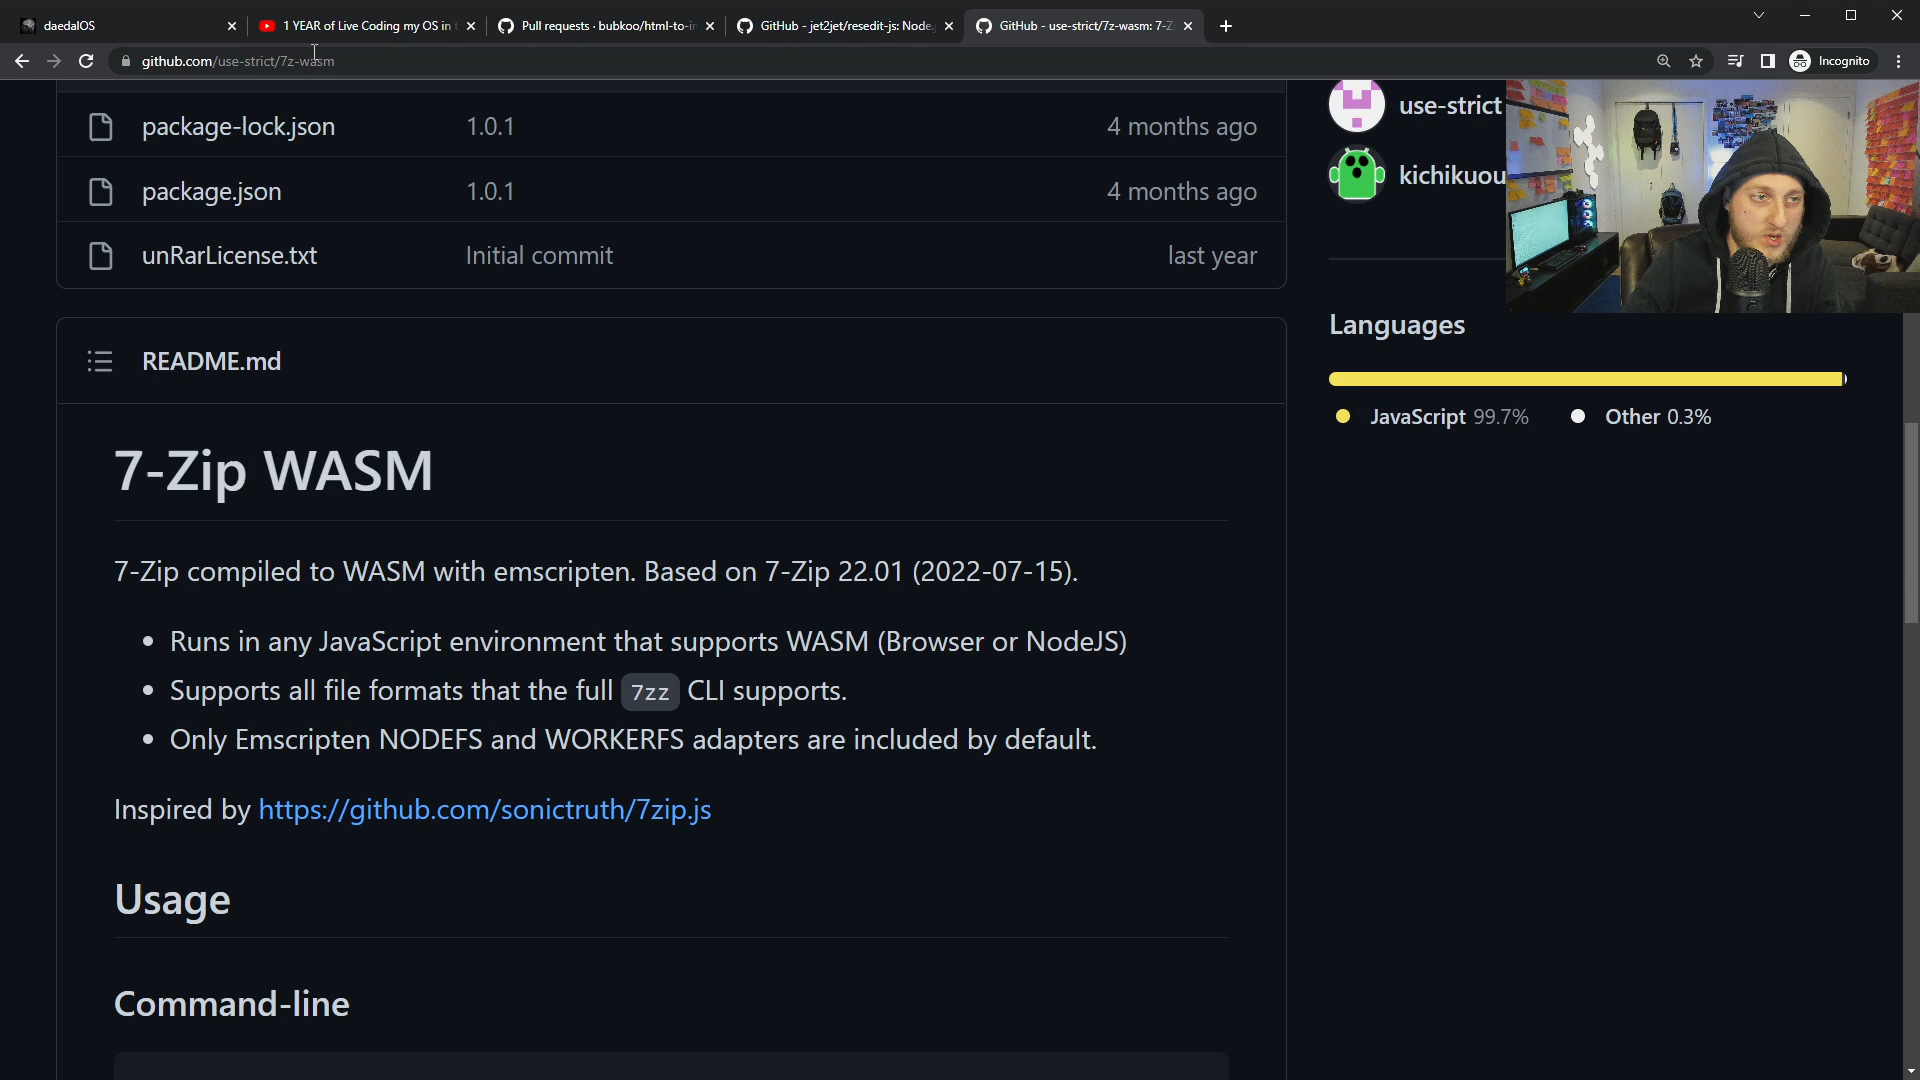 daedalOS
1 YEAR of Live Coding my OS in
Pull requests · bubkoo/html-to-i
GitHub - jet2jet/resedit-js: Node
GitHub - use-strict/7z-wasm: 7-Z
github.com/use-strict/7z-wasm
Incognito
package-lock.json 1.0.1 4 months ago
package.json 1.0.1 4 months ago
unRarLicense.txt Initial commit last year
use-strict
kichikuou
Languages
JavaScript 99.7% Other 0.3%
README.md
7-Zip WASM
7-Zip compiled to WASM with emscripten. Based on 7-Zip 22.01 (2022-07-15).
Runs in any JavaScript environment that supports WASM (Browser or NodeJS)
Supports all file formats that the full 7zz CLI supports.
Only Emscripten NODEFS and WORKERFS adapters are included by default.
Inspired by https://github.com/sonictruth/7zip.js
Usage
Command-line